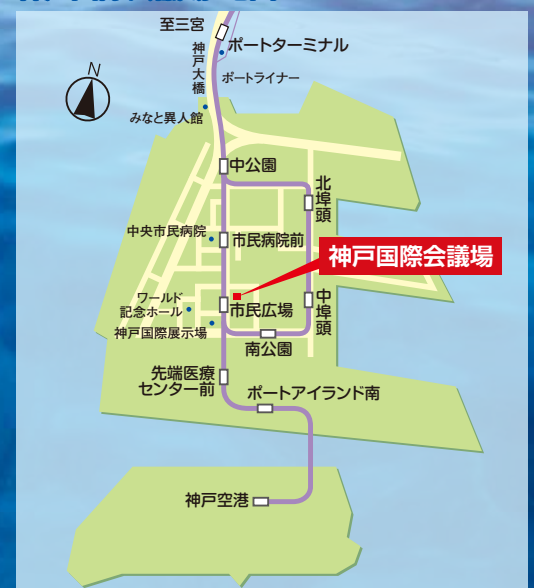 至三宮
ポートターミナル
神戸大橋
ポートライナー
N
みなと異人館
中公園
北埠頭
中央市民病院
市民病院前
神戸国際会議場
ワールド
記念ホール
市民広場
中埠頭
神戸国際展示場
南公園
先端医療
センター前
ポートアイランド南
神戸空港